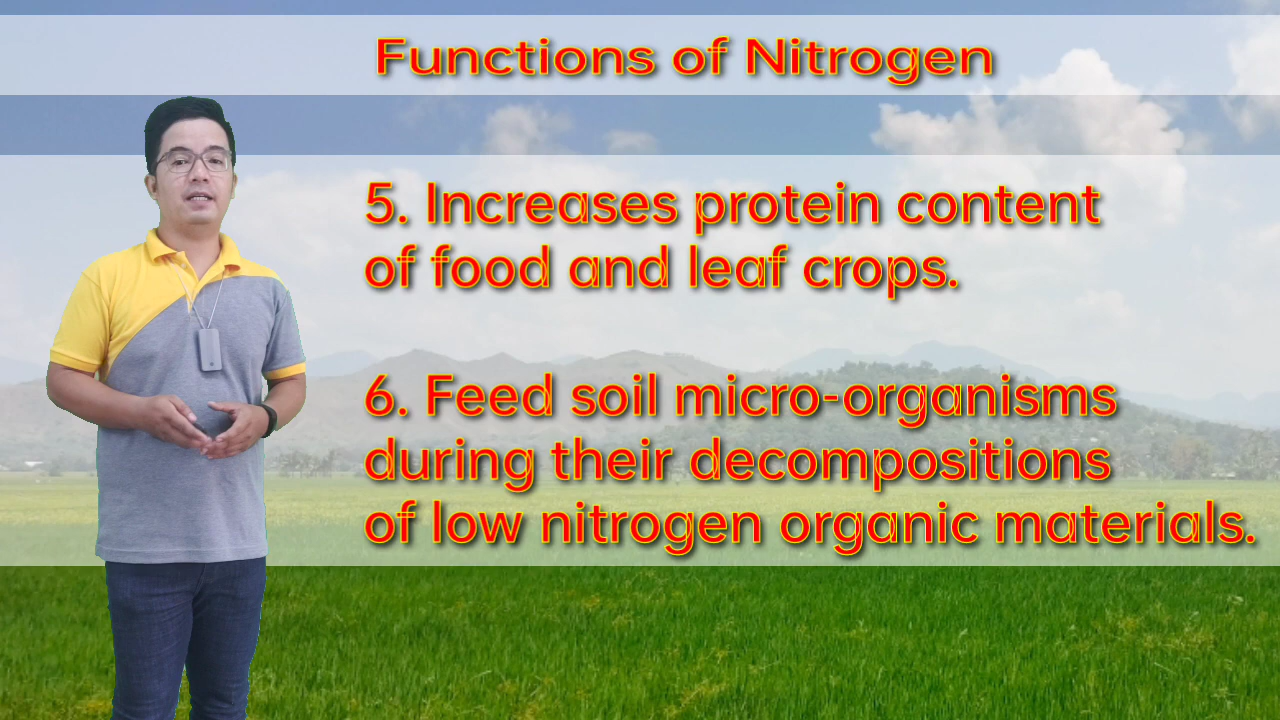 Functions of Nitrogen
5. Increases protein content
of food and leaf crops.
6. Feed soil micro-organisms
during their decompositions
of low nitrogen organic materials.